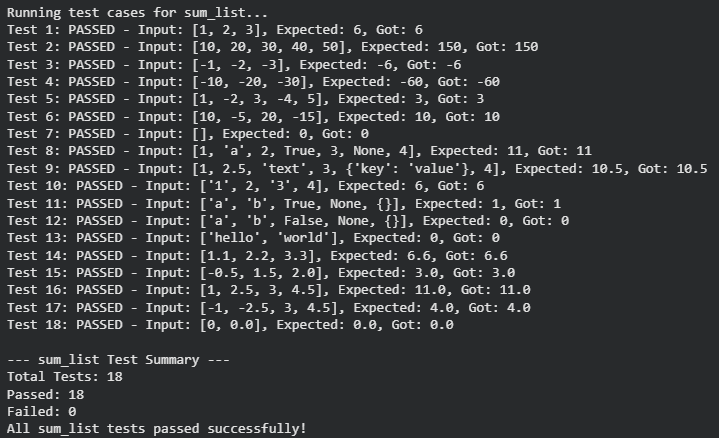 Running test cases for sum_list...
Test 1: PASSED - Input: [1, 2, 3], Expected: 6, Got: 6
Test 2: PASSED - Input: [10, 20, 30, 40, 50], Expected: 150, Got: 150
Test 3: PASSED - Input: [-1, -2, -3], Expected: -6, Got: -6
Test 4: PASSED - Input: [-10, -20, -30], Expected: -60, Got: -60
Test 5: PASSED - Input: [1, -2, 3, -4, 5], Expected: 3, Got: 3
Test 6: PASSED - Input: [10, -5, 20, -15], Expected: 10, Got: 10
Test 7: PASSED - Input: [], Expected: 0, Got: 0
Test 8: PASSED - Input: [1, 'a', 2, True, 3, None, 4], Expected: 11, Got: 11
Test 9: PASSED - Input: [1, 2.5, 'text', 3, {'key': 'value'}, 4], Expected: 10.5, Got: 10.5
Test 10: PASSED - Input: ['1', 2, '3', 4], Expected: 6, Got: 6
Test 11: PASSED - Input: ['a', 'b', True, None, {}], Expected: 1, Got: 1
Test 12: PASSED - Input: ['a', 'b', False, None, {}], Expected: 0, Got: 0
Test 13: PASSED - Input: ['hello', 'world'], Expected: 0, Got: 0
Test 14: PASSED - Input: [1.1, 2.2, 3.3], Expected: 6.6, Got: 6.6
Test 15: PASSED - Input: [-0.5, 1.5, 2.0], Expected: 3.0, Got: 3.0
Test 16: PASSED - Input: [1, 2.5, 3, 4.5], Expected: 11.0, Got: 11.0
Test 17: PASSED - Input: [-1, -2.5, 3, 4.5], Expected: 4.0, Got: 4.0
Test 18: PASSED - Input: [0, 0.0], Expected: 0.0, Got: 0.0
--- sum_list Test Summary ---
Total Tests: 18
Passed: 18
Failed: 0
All sum_list tests passed successfully!